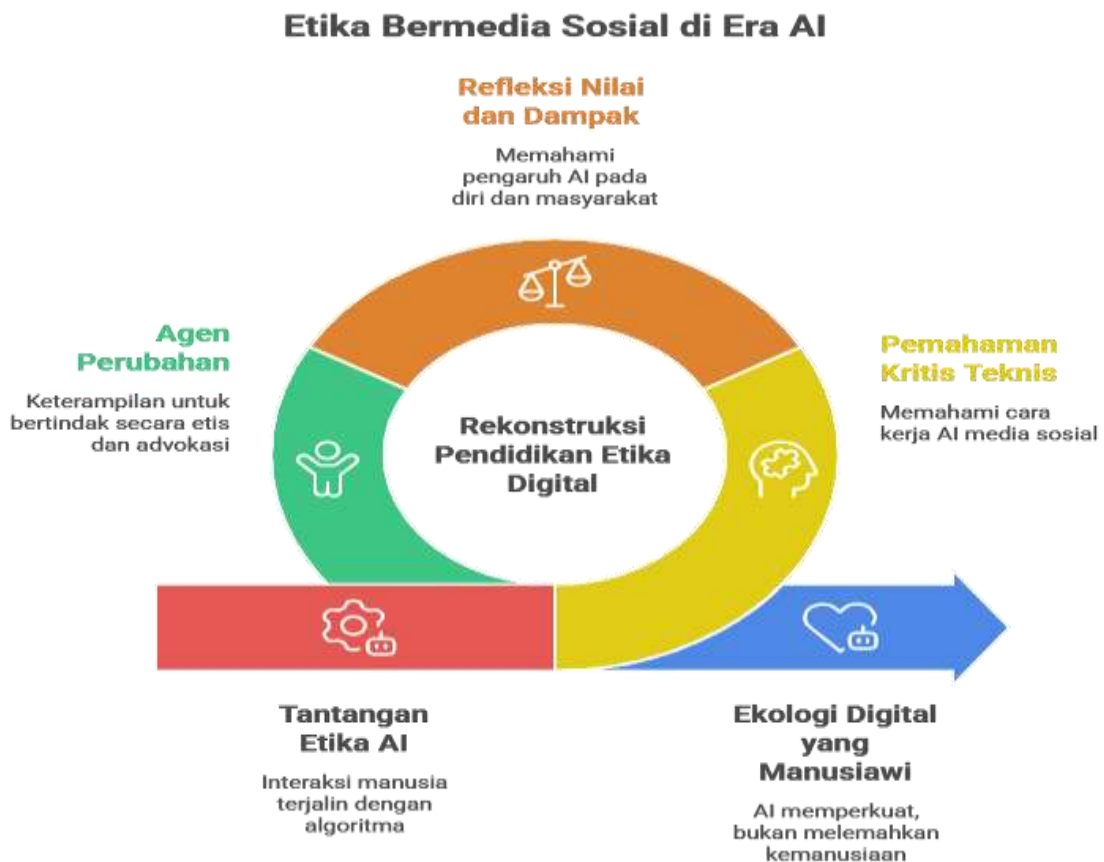 Etika Bermedia Sosial di Era AI
Refleksi Nilai
dan Dampak
Memahami
pengaruh AI pada
diri dan masyarakat
Agen
Perubahan
Keterampilan untuk
bertindak secara etis
dan advokasi
Pemahaman
Kritis Teknis
Memahami cara
kerja AI media sosial
Rekonstruksi
Pendidikan Etika
Digital
Tantangan
Etika AI
Interaksi manusia
terjalin dengan
algoritma
Ekologi Digital
yang
Manusiawi
AI memperkuat,
bukan melemahkan
kemanusiaan